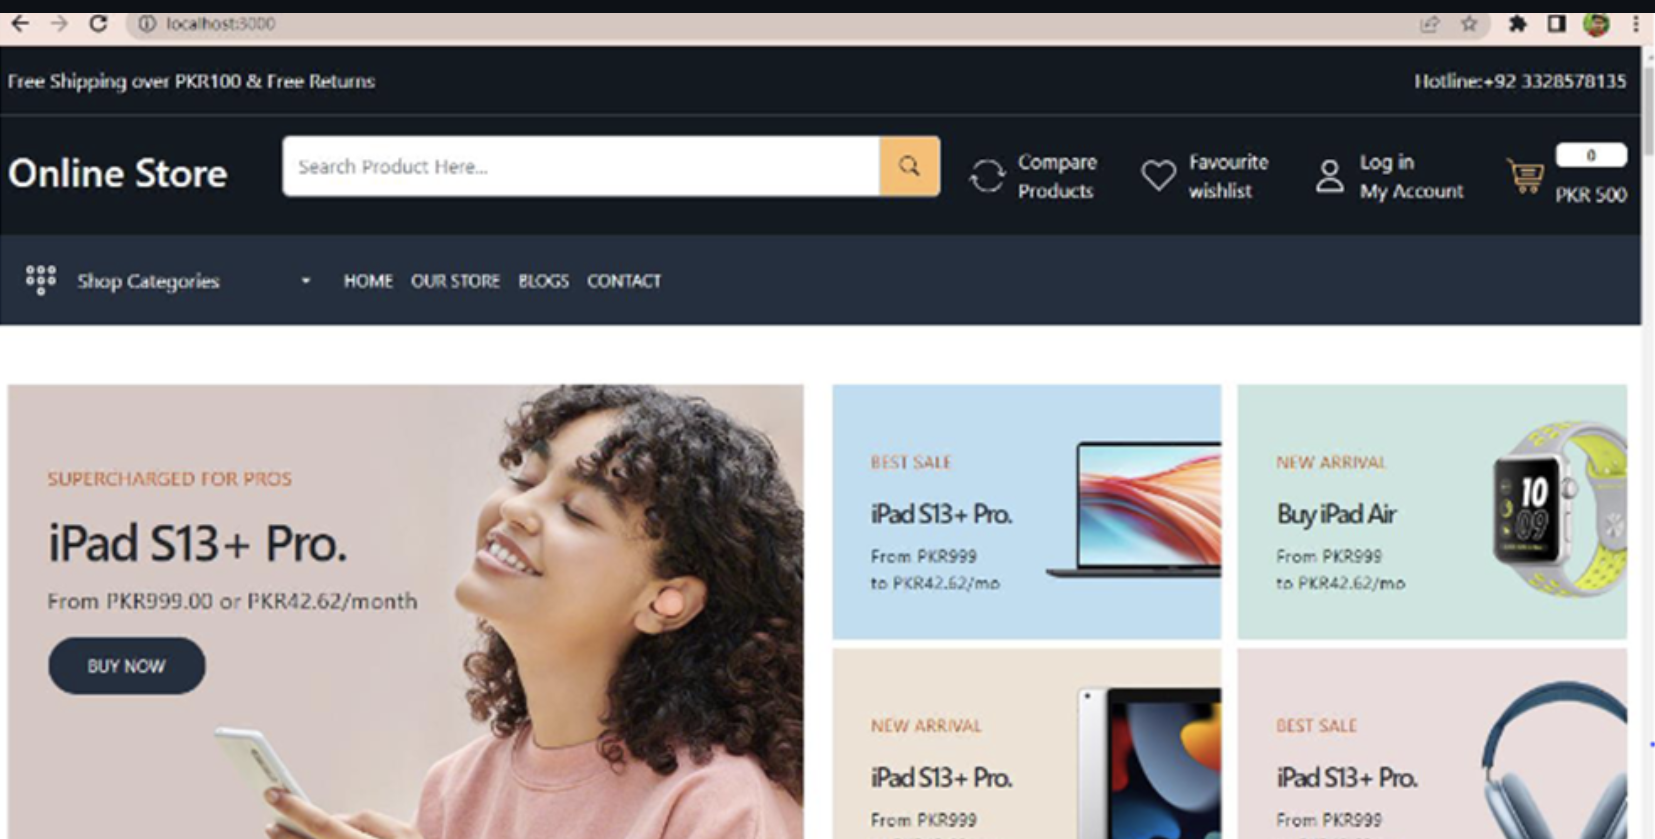 localhost:3000
Free Shipping over PKR100 & Free Returns
Hotline:+92 3328578135
Online Store
Search Product Here...
Compare
Products
Favourite
wishlist
Log in
My Account
0
PKR 500
Shop Categories
HOME OUR STORE BLOGS CONTACT
SUPERCHARGED FOR PROS
iPad S13+ Pro.
From PKR999.00 or PKR42.62/month
BUY NOW
BEST SALE
iPad S13+ Pro.
From PKR999
to PKR42.62/mo
NEW ARRIVAL
Buy iPad Air
From PKR999
to PKR42.62/mo
10
09
NEW ARRIVAL
iPad S13+ Pro.
From PKR999
BEST SALE
iPad S13+ Pro.
From PKR999